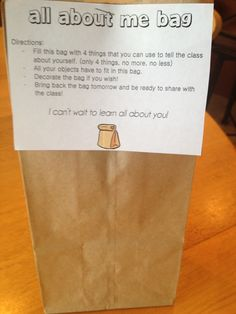 all about me bag
Directions:
- Fill this bag with 4 things that you can use to tell the class
about yourself. (only 4 things, no more, no less)
- All your objects have to fit in this bag.
- Decorate the bag if you wish!
- Bring back the bag tomorrow and be ready to share with
the class!
I can't wait to learn all about you!